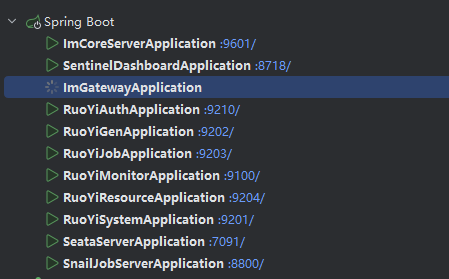 Spring Boot
ImCoreServerApplication :9601/
SentinelDashboardApplication :8718/
ImGatewayApplication
RuoYiAuthApplication :9210/
RuoYiGenApplication :9202/
RuoYiJobApplication :9203/
RuoYiMonitorApplication :9100/
RuoYiResourceApplication :9204/
RuoYiSystemApplication :9201/
SeataServerApplication :7091/
SnailJobServerApplication :8800/